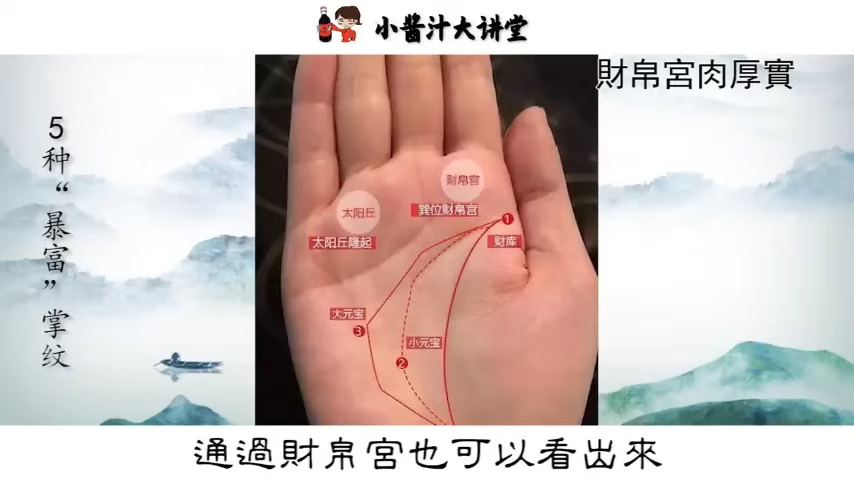 小酱汁大讲堂
財帛宮肉厚實
5种“暴富”掌纹
财帛宫
太阳丘
巽位财帛宫
1
太阳丘隆起
财库
大元宝
3
小元宝
2
通過財帛宮也可以看出來